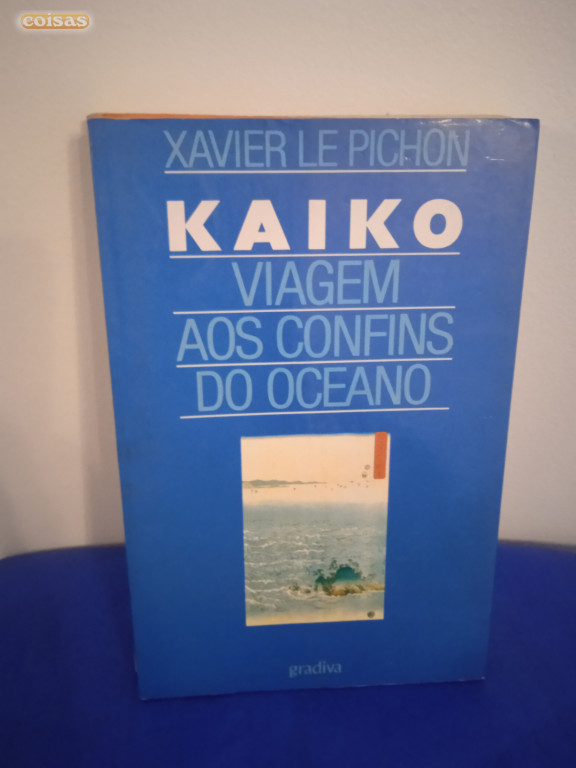 coisas
XAVIER LE PICHON
KAIKO
VIAGEM
AOS CONFINS
DO OCEANO
gradiva